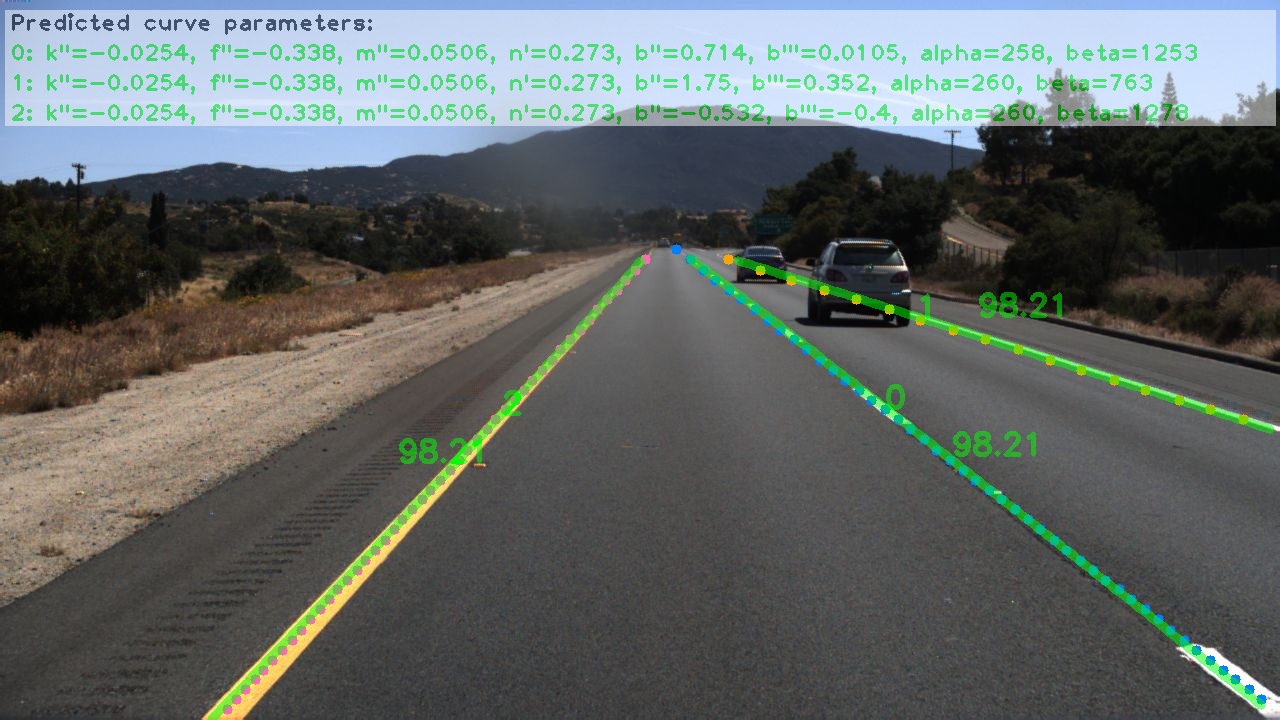 Predicted curve parameters:
0: k''=-0.0254, f''=-0.338, m''=0.0506, n'=0.273, b''=0.714, b'''=0.0105, alpha=258, beta=1253
1: k''=-0.0254, f''=-0.338, m''=0.0506, n'=0.273, b''=1.75, b'''=0.352, alpha=260, beta=763
2: k''=-0.0254, f''=-0.338, m''=0.0506, n'=0.273, b''=-0.532, b'''=-0.4, alpha=260, beta=1278
1 98.21
2 0
98.21 98.21